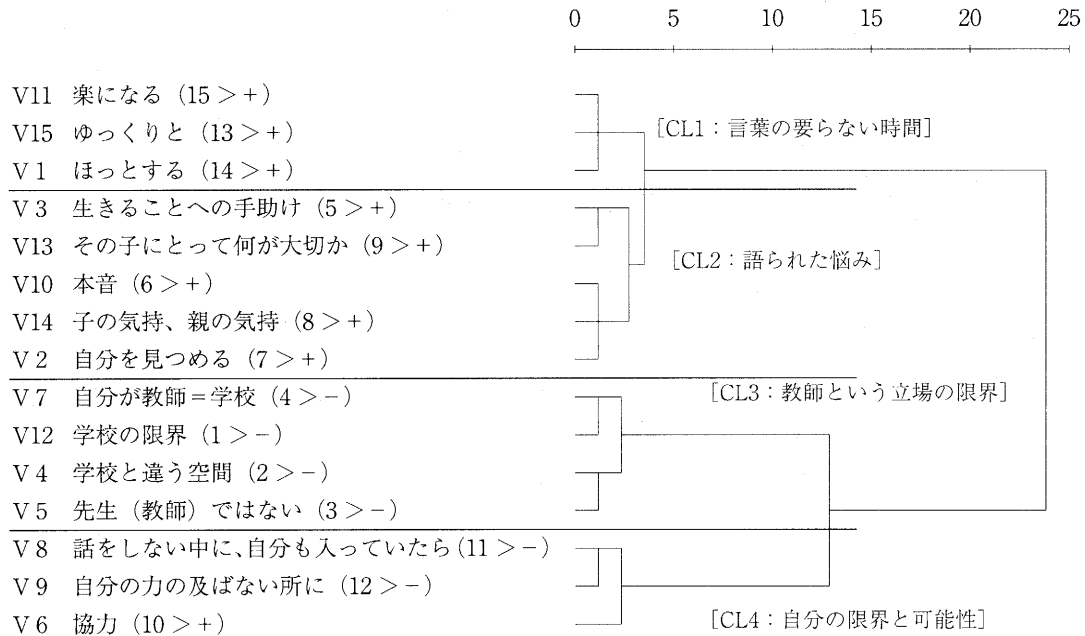 0 5 10 15 20 25
V11 楽になる (15>+)
V15 ゆっくりと (13>+)
[CL1:言葉の要らない時間]
V 1 ほっとする (14>+)
V 3 生きることへの手助け (5>+)
V13 その子にとって何が大切か (9>+)
[CL2:語られた悩み]
V10 本音 (6>+)
V14 子の気持、親の気持 (8>+)
V 2 自分を見つめる (7>+)
V 7 自分が教師=学校 (4>-)
[CL3:教師という立場の限界]
V12 学校の限界 (1>-)
V 4 学校と違う空間 (2>-)
V 5 先生(教師)ではない (3>-)
V 8 話をしない中に、自分も入っていたら(11>-)
V 9 自分の力の及ばない所に (12>-)
V 6 協力 (10>+)
[CL4:自分の限界と可能性]